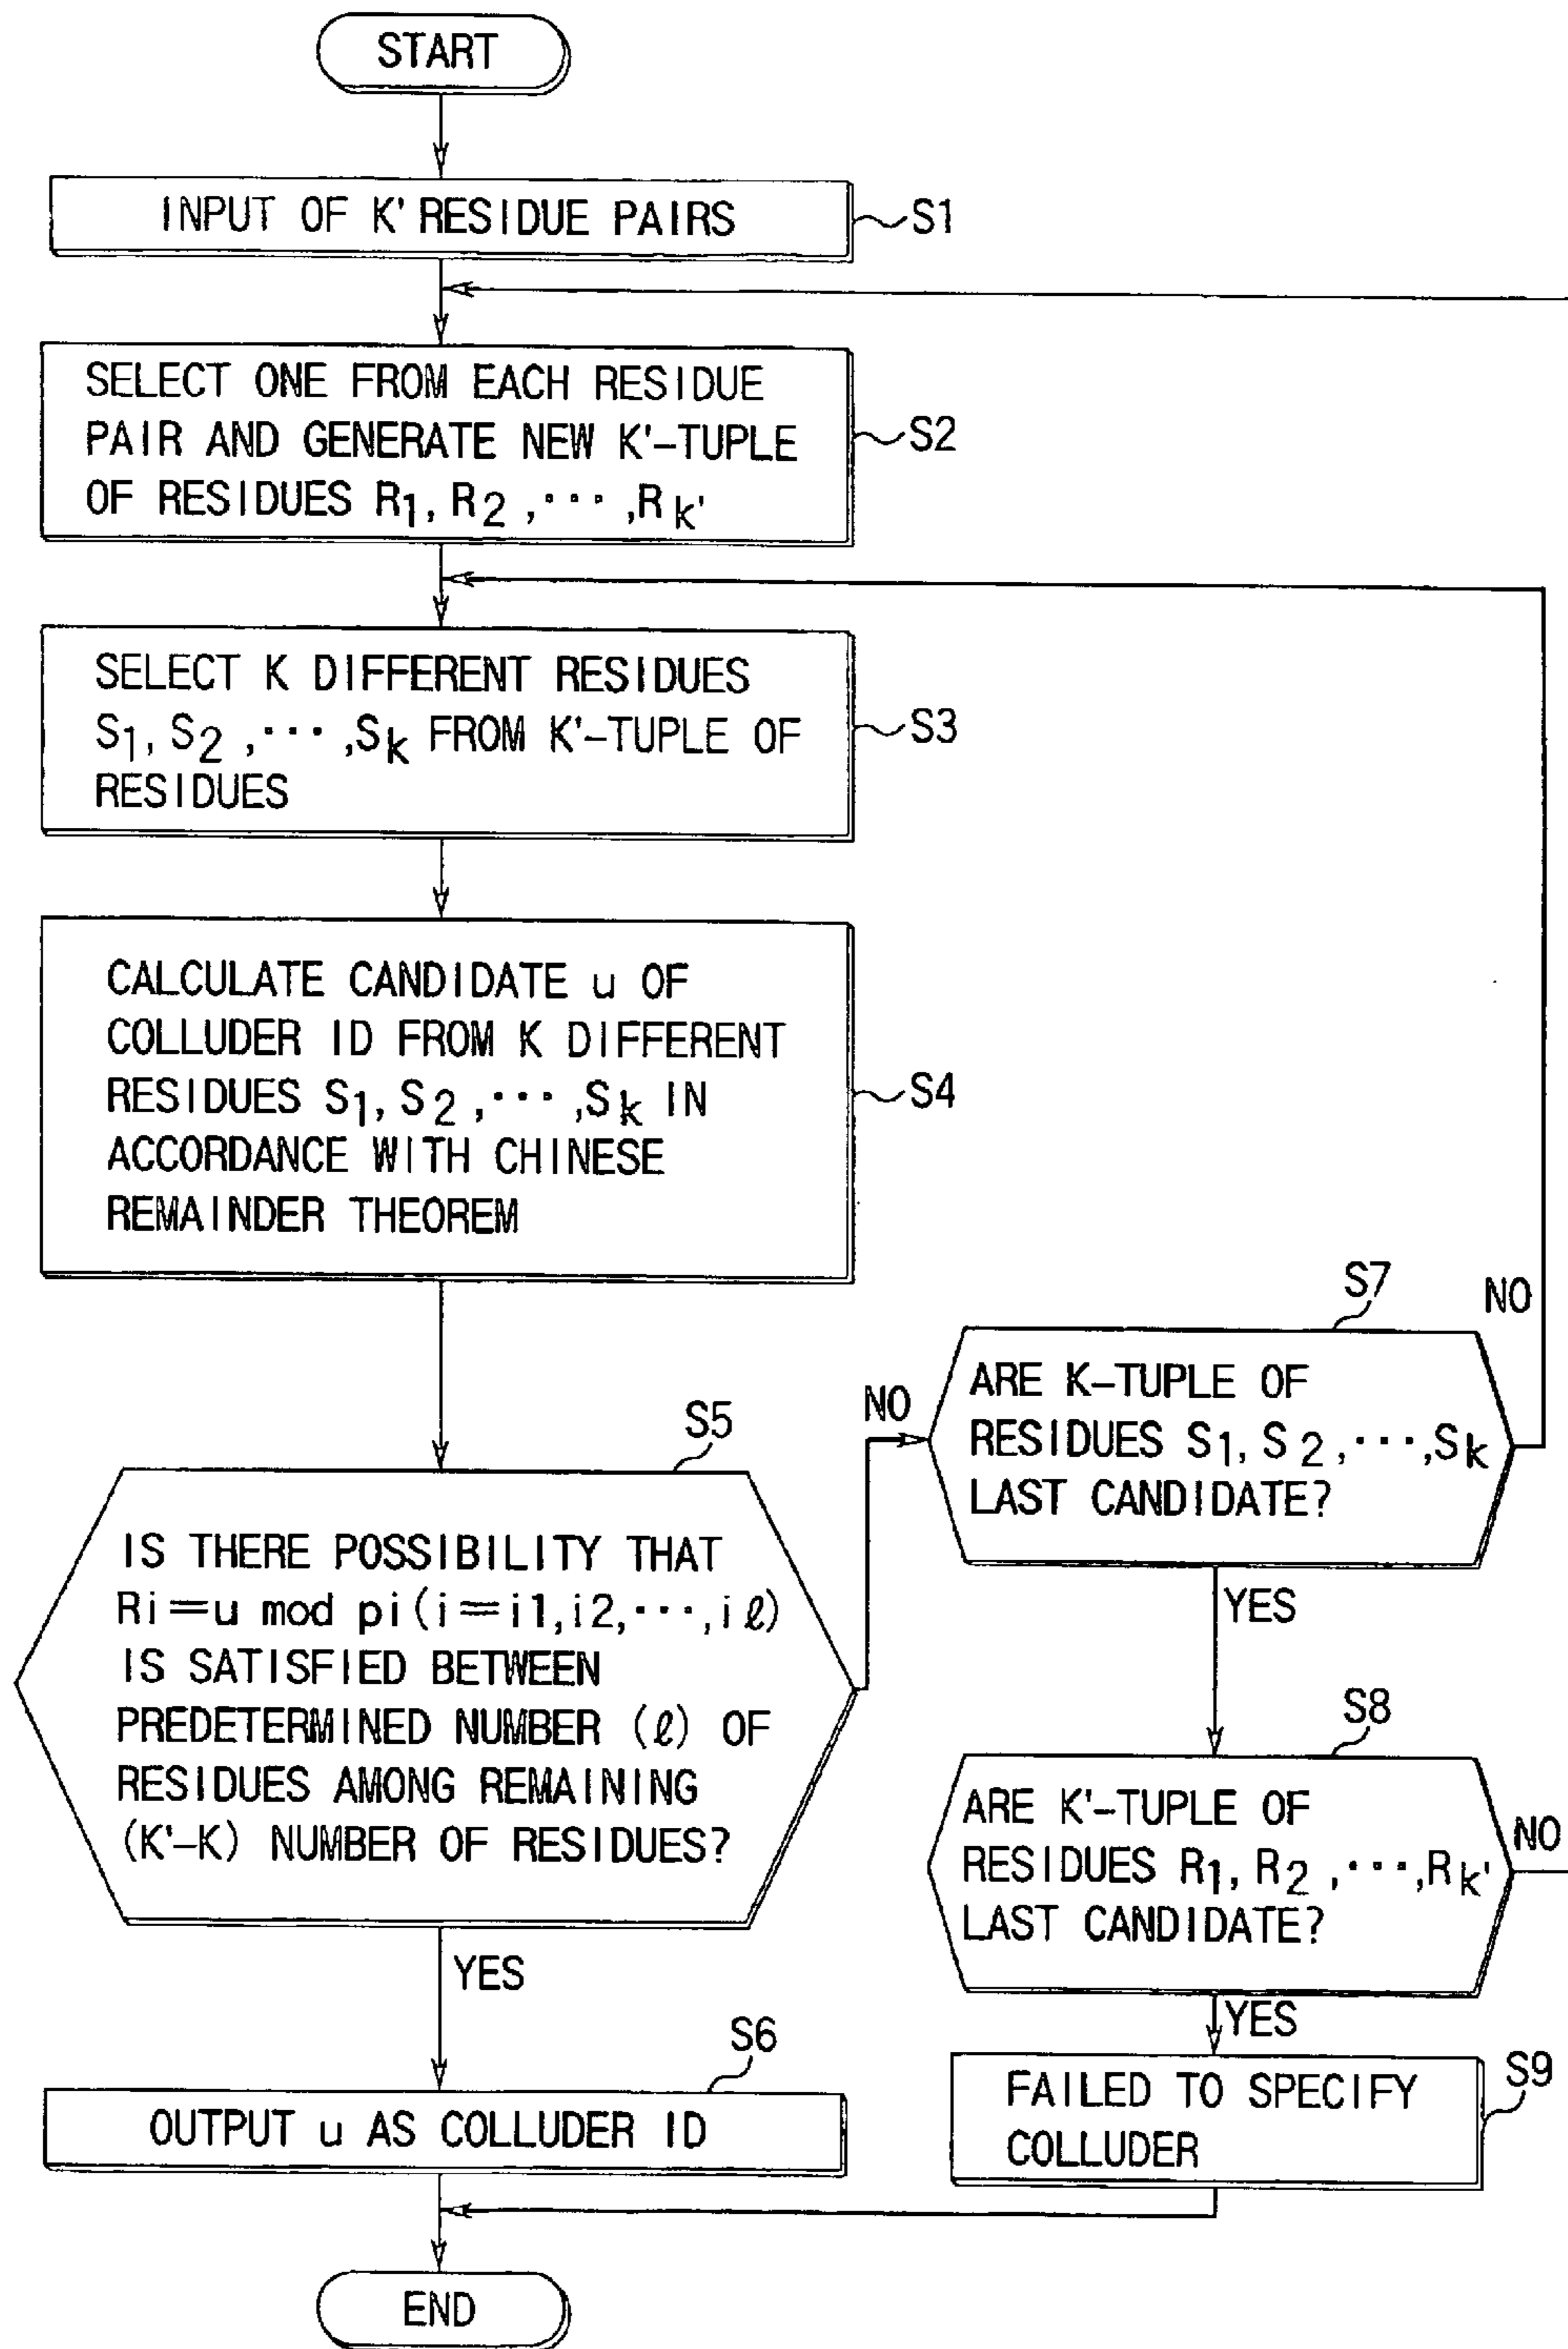 START
INPUT OF K' RESIDUE PAIRS
S1
SELECT ONE FROM EACH RESIDUE
PAIR AND GENERATE NEW K'-TUPLE
OF RESIDUES R1, R2 ,···,Rk'
S2
SELECT K DIFFERENT RESIDUES
S1, S2 ,···,Sk FROM K'-TUPLE OF
RESIDUES
S3
CALCULATE CANDIDATE u OF
COLLUDER ID FROM K DIFFERENT
RESIDUES S1, S2 ,···,Sk IN
ACCORDANCE WITH CHINESE
REMAINDER THEOREM
S4
S5
IS THERE POSSIBILITY THAT
Ri=u mod pi(i=i1,i2,···,iℓ)
IS SATISFIED BETWEEN
PREDETERMINED NUMBER (ℓ) OF
RESIDUES AMONG REMAINING
(K'-K) NUMBER OF RESIDUES?
NO
YES
S6
OUTPUT u AS COLLUDER ID
S7
NO
ARE K-TUPLE OF
RESIDUES S1, S2 ,···,Sk
LAST CANDIDATE?
YES
S8
ARE K'-TUPLE OF
RESIDUES R1, R2 ,···,Rk'
LAST CANDIDATE?
NO
YES
S9
FAILED TO SPECIFY
COLLUDER
END